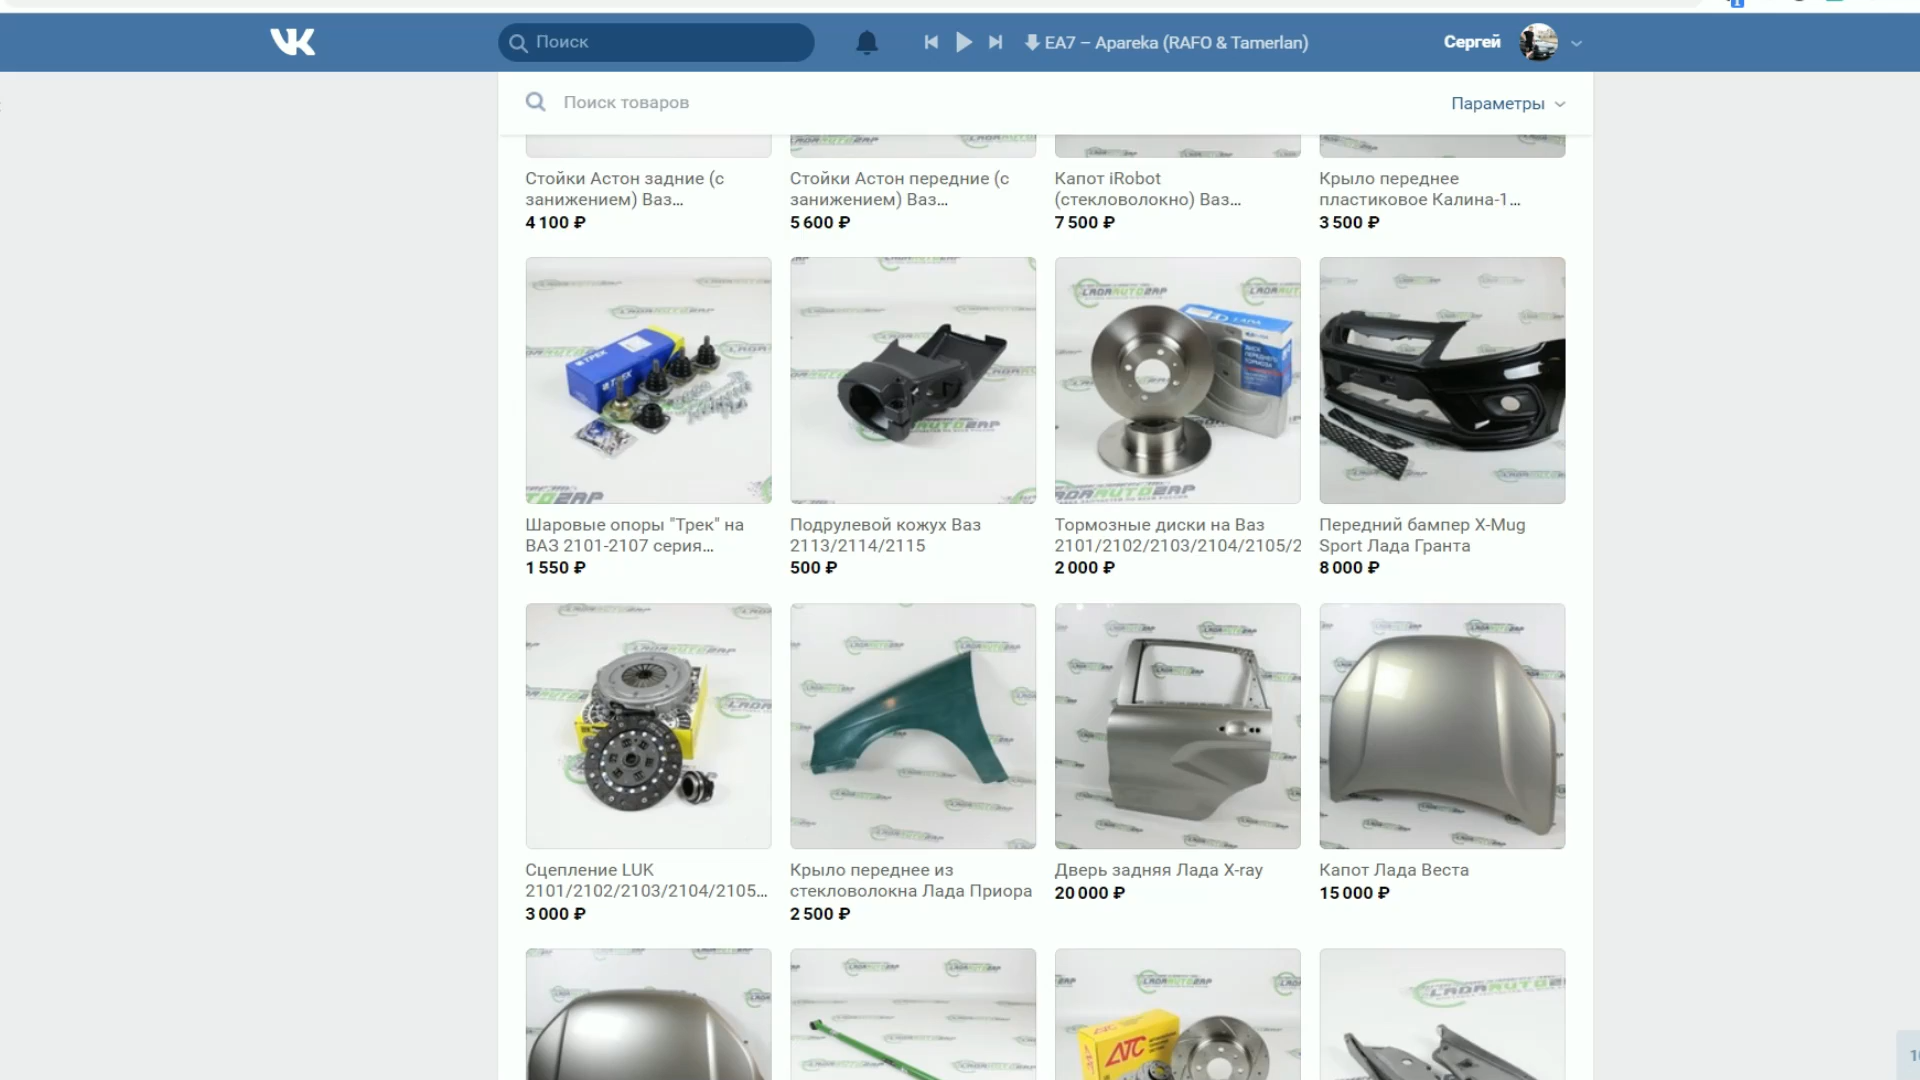 Поиск
EA7 – Apareka (RAFO & Tamerlan)
Сергей
Поиск товаров
Параметры
Стойки Астон задние (с
занижением) Ваз...
4 100 ₽
Стойки Астон передние (с
занижением) Ваз...
5 600 ₽
Капот iRobot
(стекловолокно) Ваз...
7 500 ₽
Крыло переднее
пластиковое Калина-1...
3 500 ₽
LADAAUTOZAP
ТРЕК
ТРЕК
LADA
Шаровые опоры "Трек" на
ВАЗ 2101-2107 серия...
1 550 ₽
Подрулевой кожух Ваз
2113/2114/2115
500 ₽
Тормозные диски на Ваз
2101/2102/2103/2104/2105/2
2 000 ₽
Передний бампер X-Mug
Sport Лада Гранта
8 000 ₽
Сцепление LUK
2101/2102/2103/2104/2105...
3 000 ₽
Крыло переднее из
стекловолокна Лада Приора
2 500 ₽
Дверь задняя Лада X-ray
20 000 ₽
Капот Лада Веста
15 000 ₽
АТС